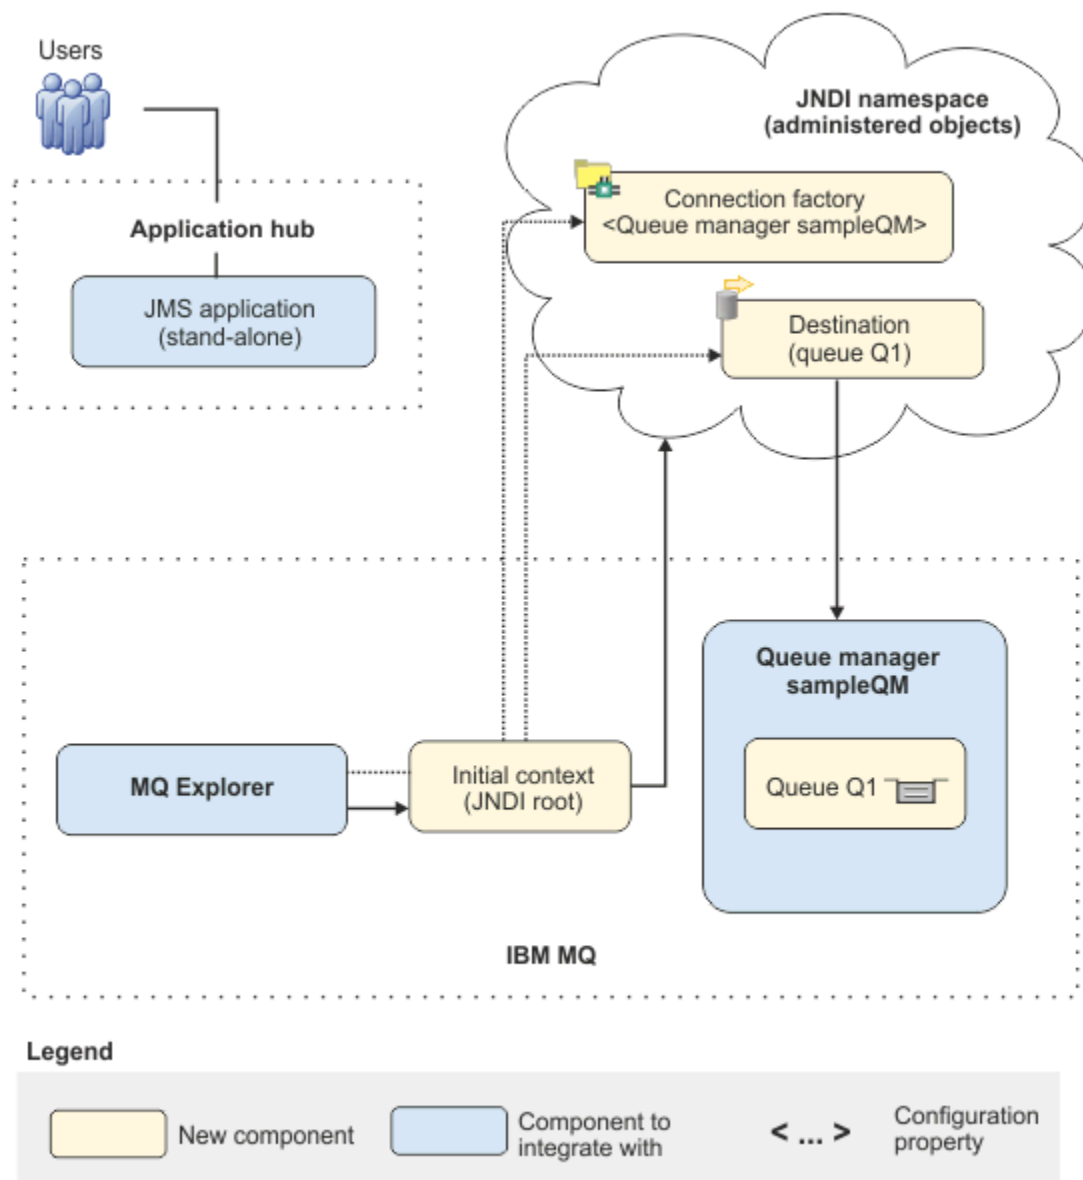 Users
JNDI namespace
(administered objects)
Connection factory
<Queue manager sampleQM>
Application hub
JMS application
(stand-alone)
Destination
(queue Q1)
Queue manager
sampleQM
MQ Explorer
Initial context
(JNDI root)
Queue Q1
IBM MQ
Legend
New component
Component to
integrate with
< ... >
Configuration
property